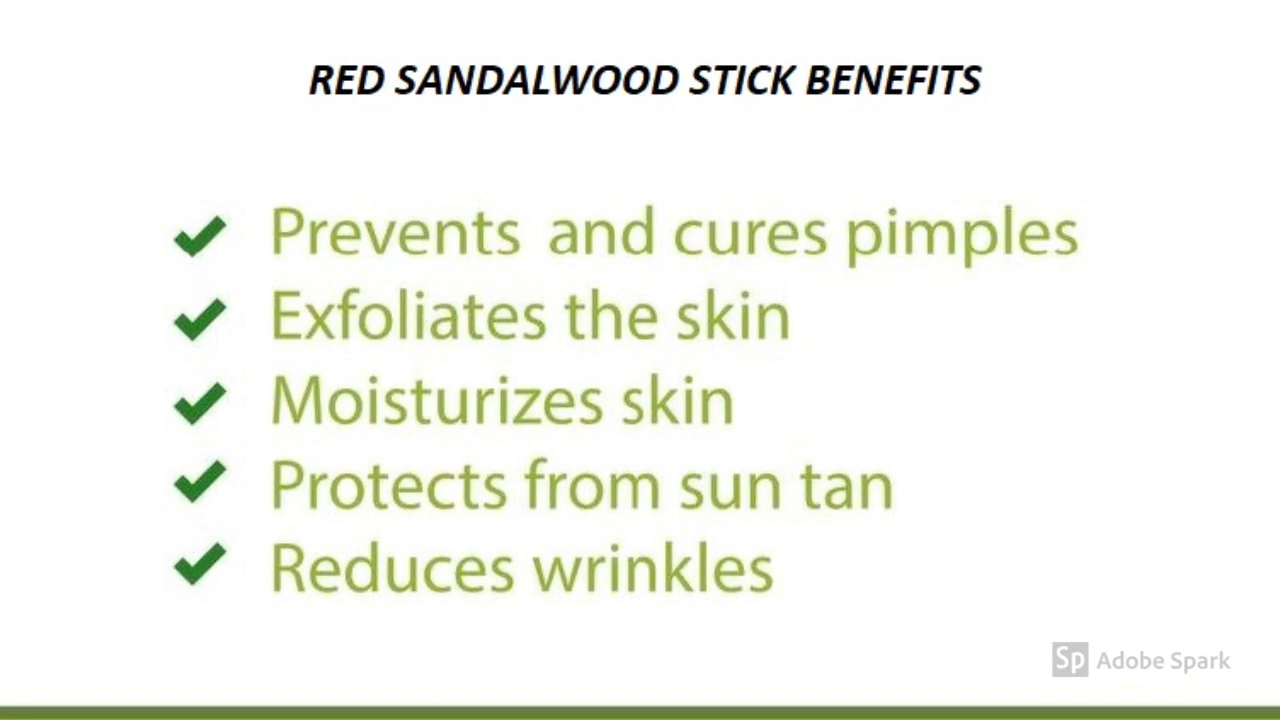 RED SANDALWOOD STICK BENEFITS
Prevents and cures pimples
Exfoliates the skin
Moisturizes skin
Protects from sun tan
Reduces wrinkles
Sp Adobe Spark